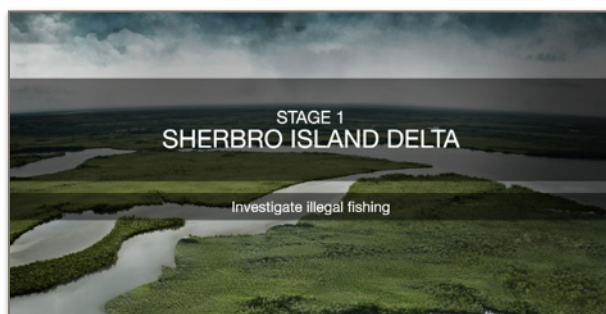 STAGE 1
SHERBRO ISLAND DELTA
Investigate illegal fishing